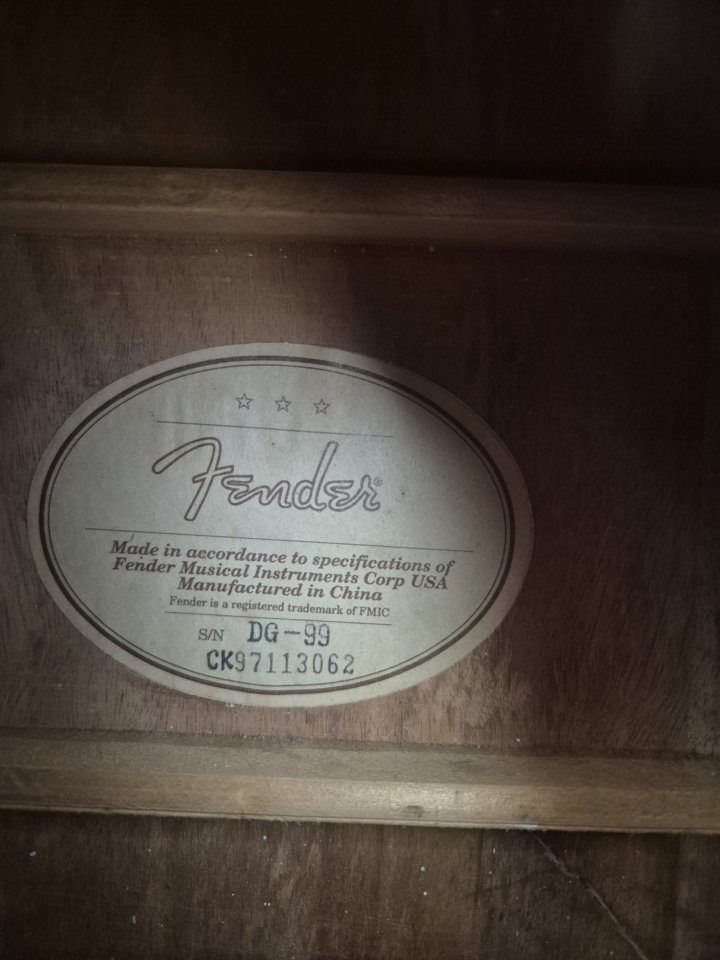 Fender®
Made in aecordance to specifications of
Fender Musical Instruments Corp USA
Manufactured in China
Fender is a registered trademark of FMIC
S/N DG-99
CK97113062